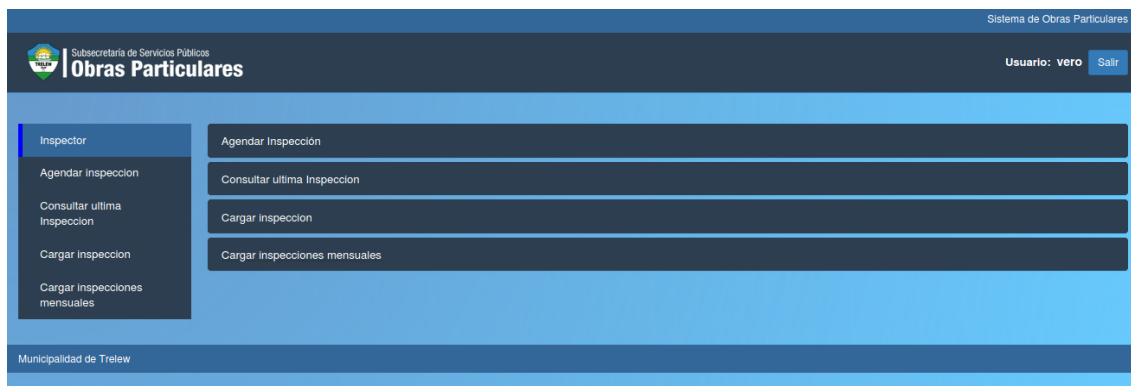 Sistema de Obras Particulares
TRELEW
Subsecretaría de Servicios Públicos
Obras Particulares
Usuario: vero
Salir
Inspector
Agendar inspeccion
Consultar ultima
Inspeccion
Cargar inspeccion
Cargar inspecciones
mensuales
Agendar Inspección
Consultar ultima Inspeccion
Cargar inspeccion
Cargar inspecciones mensuales
Municipalidad de Trelew